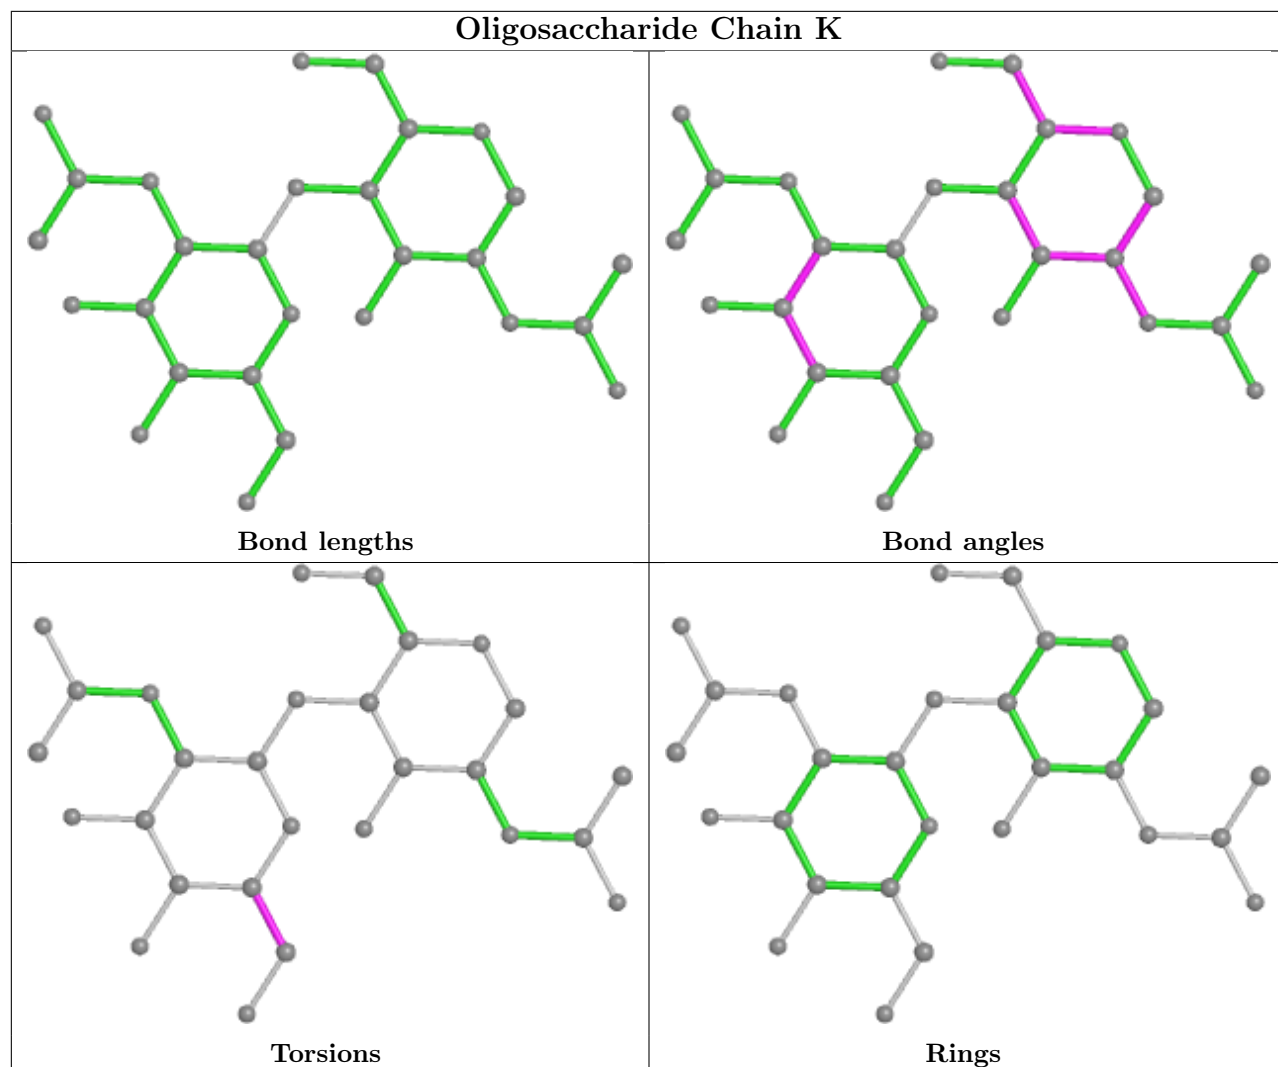 Oligosaccharide Chain K
Bond lengths
Bond angles
Torsions
Rings